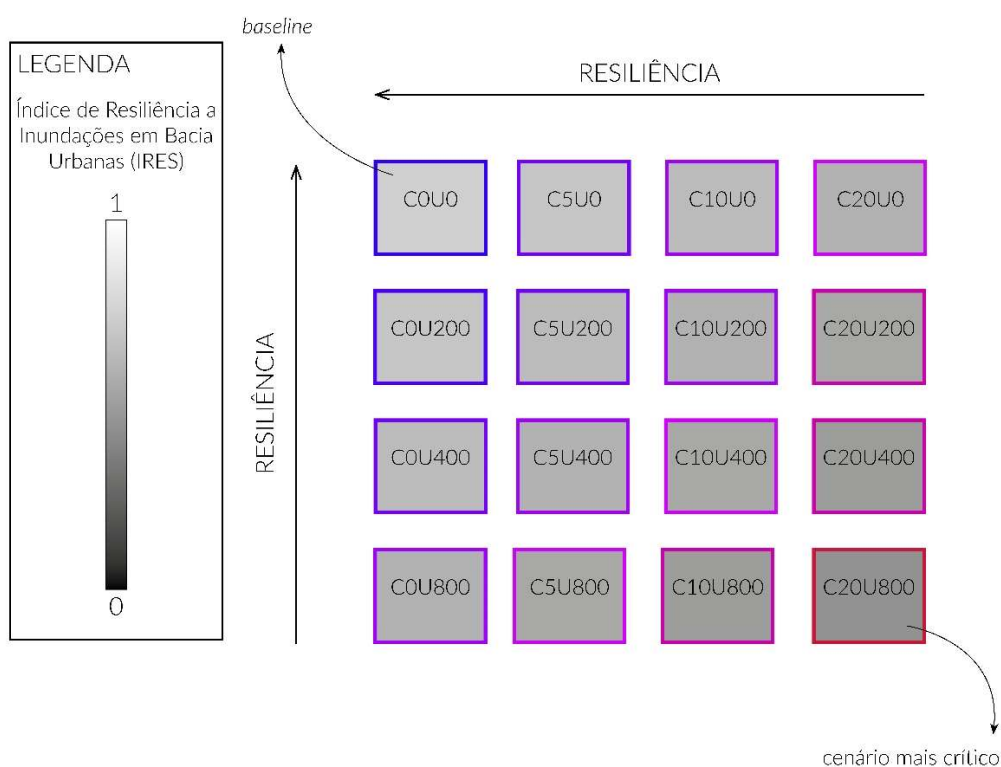 baseline
LEGENDA
Índice de Resiliência a
Inundações em Bacia
Urbanas (IRES)
1
0
RESILIÊNCIA
RESILIÊNCIA
C0U0 C5U0 C10U0 C20U0
C0U200 C5U200 C10U200 C20U200
C0U400 C5U400 C10U400 C20U400
C0U800 C5U800 C10U800 C20U800
cenário mais crítico